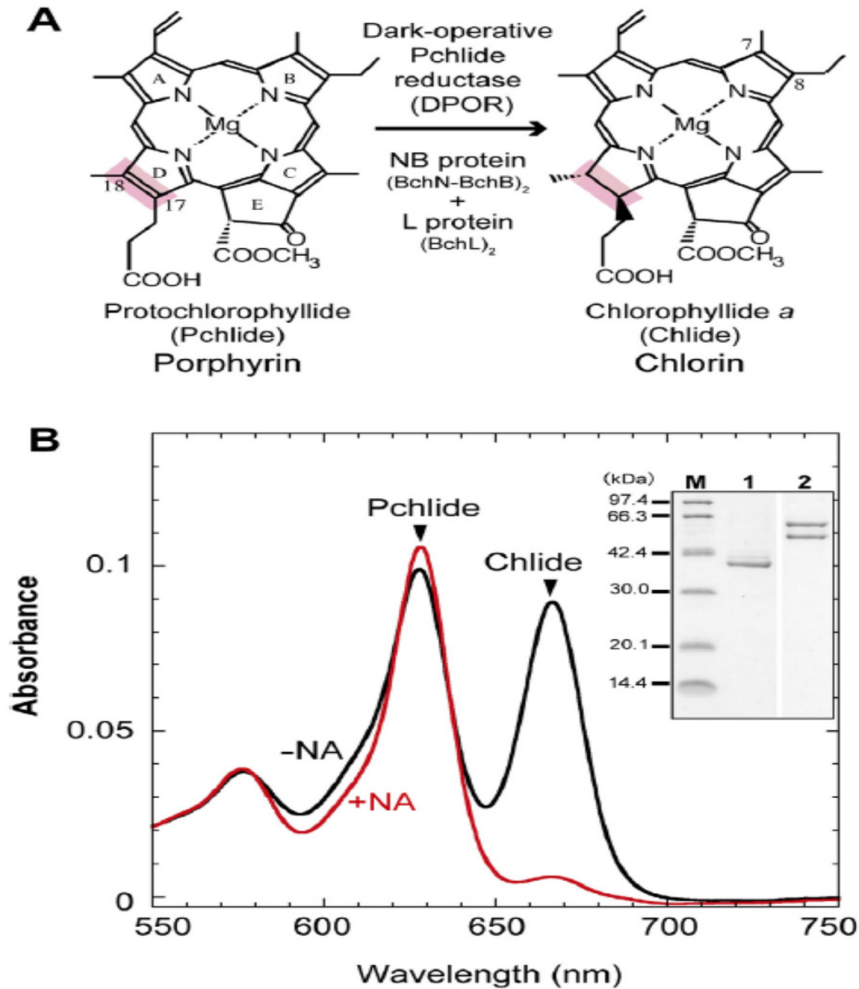 A
Dark-operative
Pchlide
reductase
(DPOR)
NB protein
(BchN-BchB)2
+
L protein
(BchL)2
A
B
N
N
Mg
N
N
D
C
E
18
17
O
COOCH3
COOH
Protochlorophyllide
(Pchlide)
Porphyrin
7
8
N
N
Mg
N
N
O
COOCH3
COOH
Chlorophyllide a
(Chlide)
Chlorin
B
Pchlide
Chlide
–NA
+NA
(kDa) M 1 2
97.4
66.3
42.4
30.0
20.1
14.4
Absorbance
0.1
0.05
0
550 600 650 700 750
Wavelength (nm)